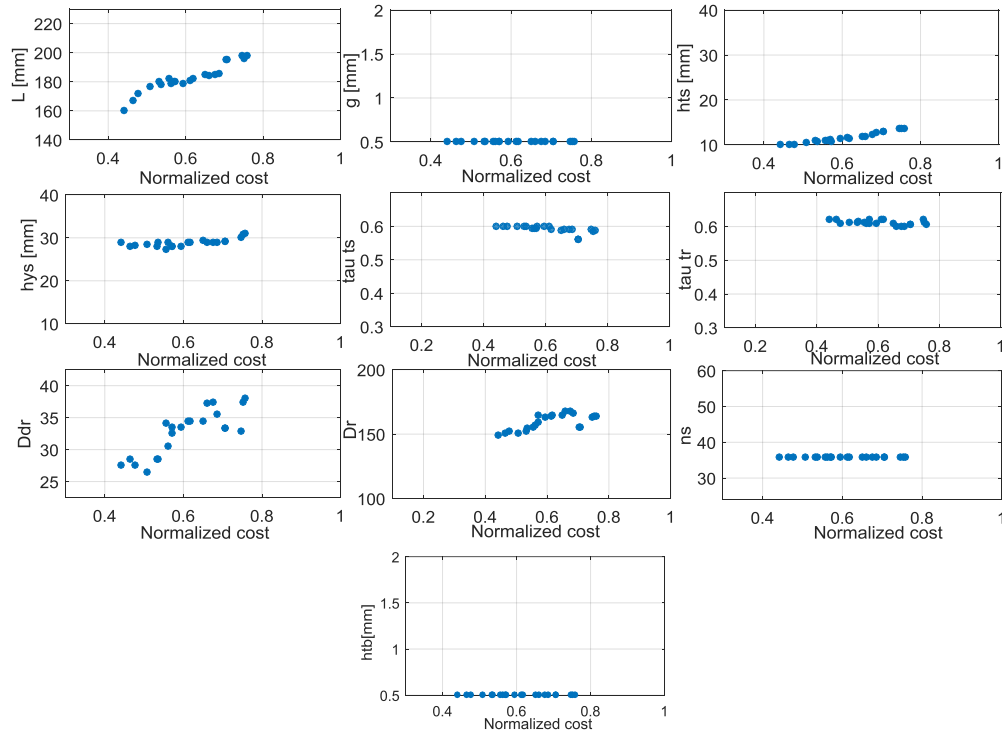 220
200
180
160
140
L [mm]
0.4 0.6 0.8 1
Normalized cost
2
1.5
1
0.5
g [mm]
0.4 0.6 0.8 1
Normalized cost
40
30
20
10
hts [mm]
0.4 0.6 0.8 1
Normalized cost
40
30
20
10
hys [mm]
0.4 0.6 0.8 1
Normalized cost
0.6
0.5
0.4
0.3
tau ts
0.2 0.4 0.6 0.8 1
Normalized cost
0.6
0.5
0.4
0.3
tau tr
0.2 0.4 0.6 0.8 1
Normalized cost
40
35
30
25
Ddr
0.4 0.6 0.8 1
Normalized cost
200
150
100
Dr
0.2 0.4 0.6 0.8 1
Normalized cost
60
50
40
30
ns
0.4 0.6 0.8 1
Normalized cost
2
1.5
1
0.5
htb[mm]
0.4 0.6 0.8 1
Normalized cost